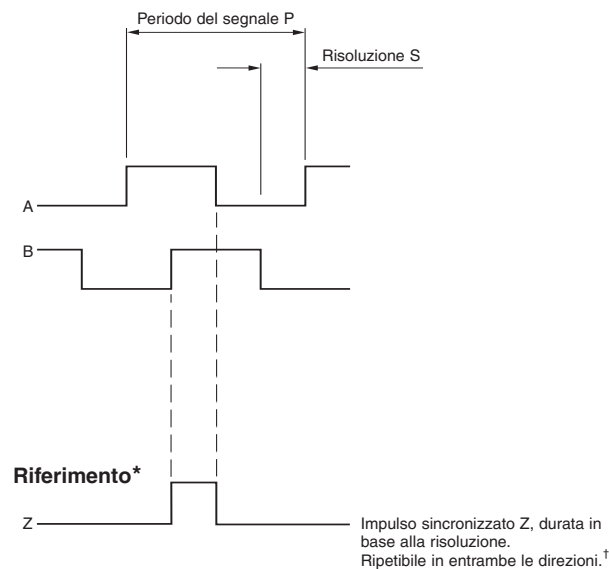 Periodo del segnale P
Risoluzione S
A
B
Riferimento*
Z
Impulso sincronizzato Z, durata in
base alla risoluzione.
Ripetibile in entrambe le direzioni.†